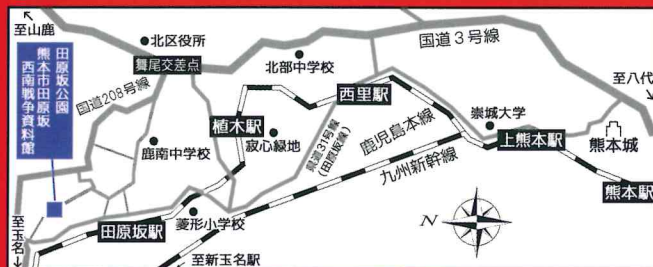 至山鹿
北区役所
舞尾交差点
国道208号線
田原坂公園
熊本市田原坂
西南戦争資料館
鹿南中学校
植木駅
寂心緑地
北部中学校
西里駅
県道31号線
(田原坂線)
国道3号線
鹿児島本線
九州新幹線
崇城大学
上熊本駅
至八代
熊本城
熊本駅
至玉名
田原坂駅
菱形小学校
至新玉名駅
N